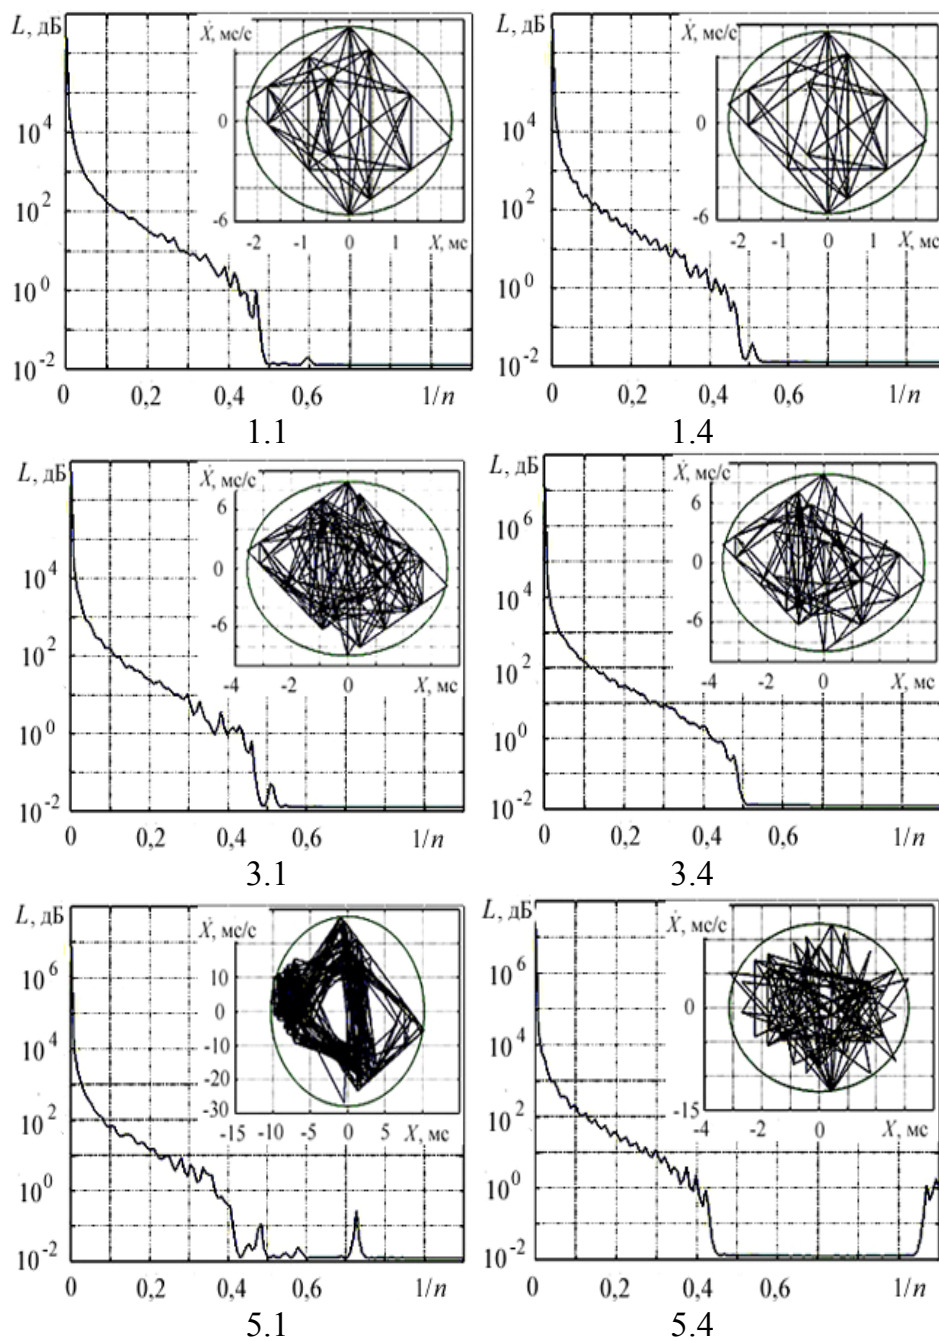 L, дБ
Ẋ, мс/с
10⁴
10²
10⁰
10⁻²
0
-6
-2 -1 0 1 X, мс
0 0,2 0,4 0,6 1/n
1.1
L, дБ
Ẋ, мс/с
10⁴
10²
10⁰
10⁻²
0
-6
-2 -1 0 1 X, мс
0 0,2 0,4 0,6 1/n
1.4
L, дБ
Ẋ, мс/с
10⁴
10²
10⁰
10⁻²
6
0
-6
-4 -2 0 X, мс
0 0,2 0,4 0,6 1/n
3.1
L, дБ
Ẋ, мс/с
10⁶
10⁴
10²
10⁰
10⁻²
6
0
-6
-4 -2 0 X, мс
0 0,2 0,4 0,6 1/n
3.4
L, дБ
Ẋ, мс/с
10⁶
10⁴
10²
10⁰
10⁻²
10
0
-10
-20
-30
-15 -10 -5 0 5 X, мс
0 0,2 0,4 0,6 1/n
5.1
L, дБ
Ẋ, мс/с
10⁶
10⁴
10²
10⁰
10⁻²
0
-15
-4 -2 0 X, мс
0 0,2 0,4 0,6 1/n
5.4